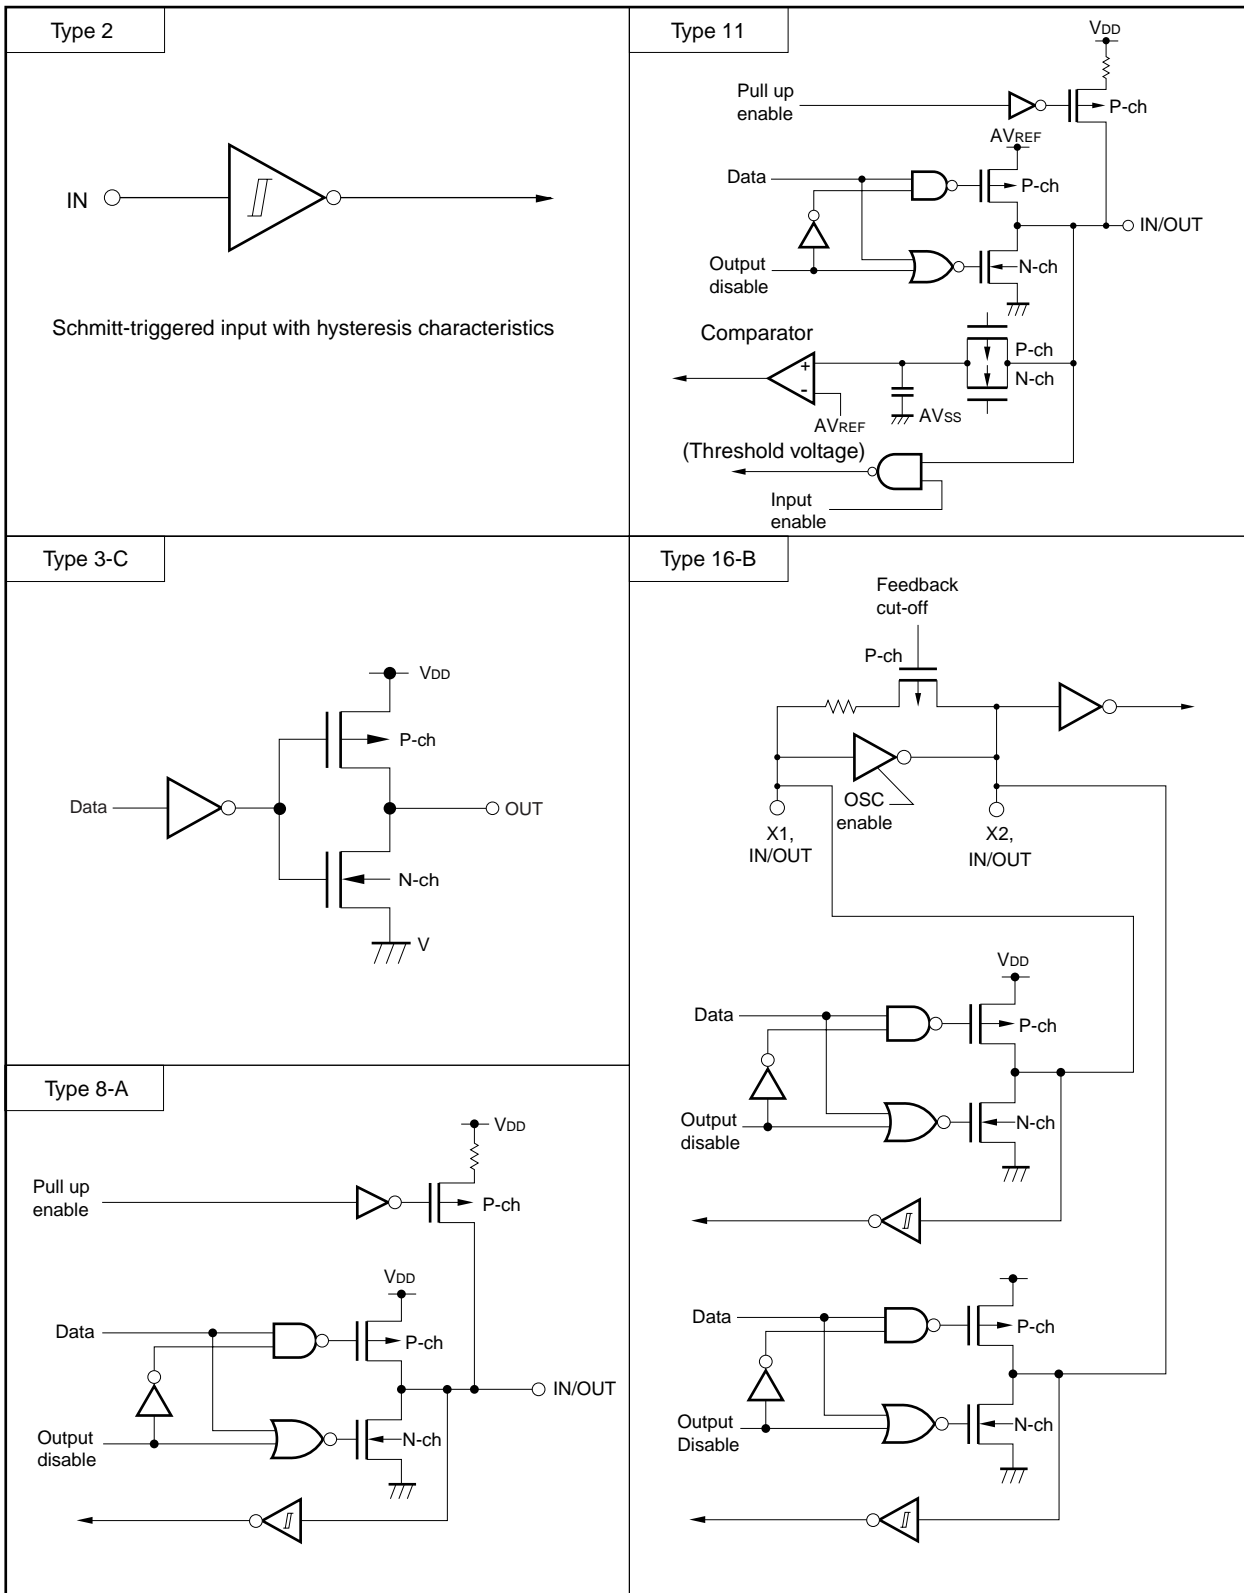 Type 2
IN
Schmitt-triggered input with hysteresis characteristics
Type 11
VDD
Pull up
enable
P-ch
AVREF
Data
P-ch
IN/OUT
Output
disable
N-ch
Comparator
P-ch
N-ch
+
-
AVREF
AVSS
(Threshold voltage)
Input
enable
Type 3-C
VDD
P-ch
Data
OUT
N-ch
V
Type 16-B
Feedback
cut-off
P-ch
OSC
enable
X1,
IN/OUT
X2,
IN/OUT
VDD
Data
P-ch
Output
disable
N-ch
Data
P-ch
Output
Disable
N-ch
Type 8-A
VDD
Pull up
enable
P-ch
VDD
Data
P-ch
IN/OUT
Output
disable
N-ch